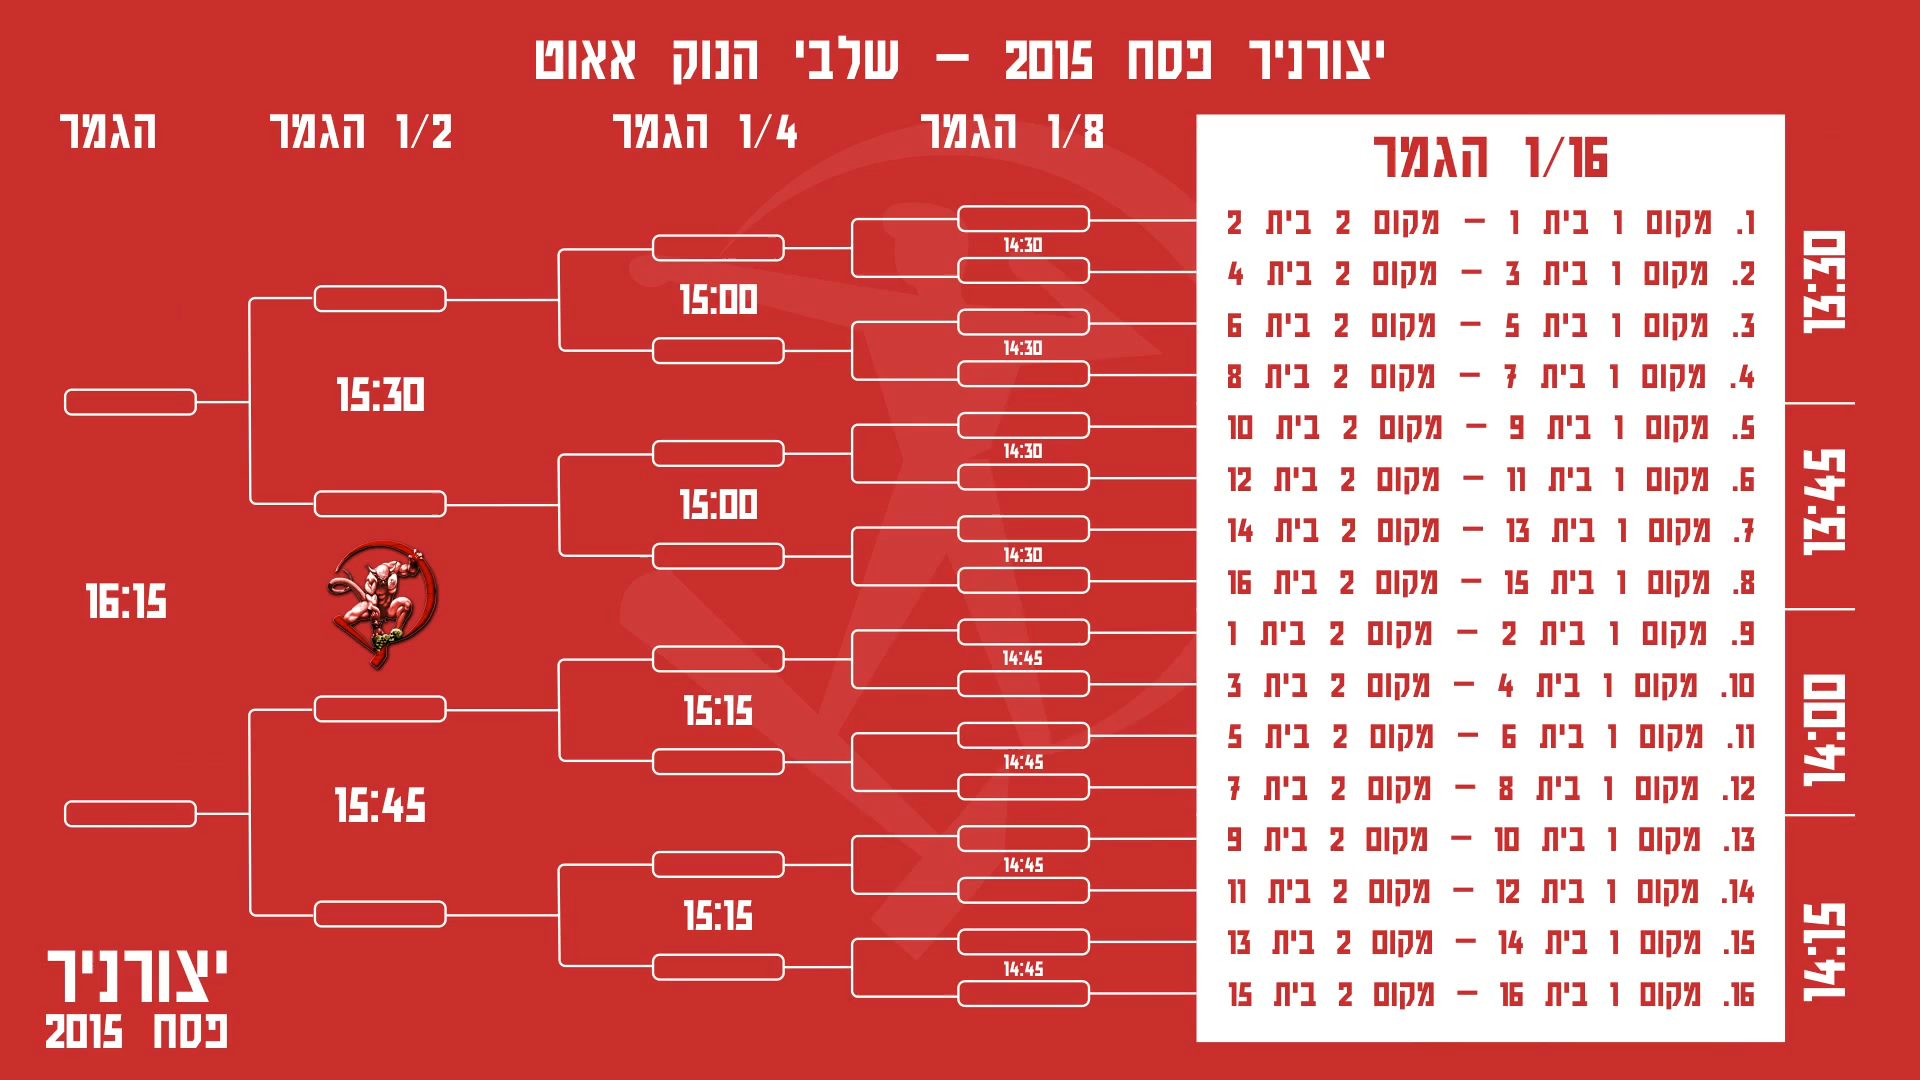 יצורניר פסח 2015 – שלבי הנוק אאוט
1/16 הגמר
1/8 הגמר
1/4 הגמר
1/2 הגמר
הגמר
1. מקום 1 בית 1 – מקום 2 בית 2
2. מקום 1 בית 3 – מקום 2 בית 4
3. מקום 1 בית 5 – מקום 2 בית 6
4. מקום 1 בית 7 – מקום 2 בית 8
5. מקום 1 בית 9 – מקום 2 בית 10
6. מקום 1 בית 11 – מקום 2 בית 12
7. מקום 1 בית 13 – מקום 2 בית 14
8. מקום 1 בית 15 – מקום 2 בית 16
9. מקום 1 בית 2 – מקום 2 בית 1
10. מקום 1 בית 4 – מקום 2 בית 3
11. מקום 1 בית 6 – מקום 2 בית 5
12. מקום 1 בית 8 – מקום 2 בית 7
13. מקום 1 בית 10 – מקום 2 בית 9
14. מקום 1 בית 12 – מקום 2 בית 11
15. מקום 1 בית 14 – מקום 2 בית 13
16. מקום 1 בית 16 – מקום 2 בית 15
13:30
13:45
14:00
14:15
14:30
14:30
14:30
14:30
14:45
14:45
14:45
14:45
15:00
15:00
15:15
15:15
15:30
15:45
16:15
יצורניר
פסח 2015